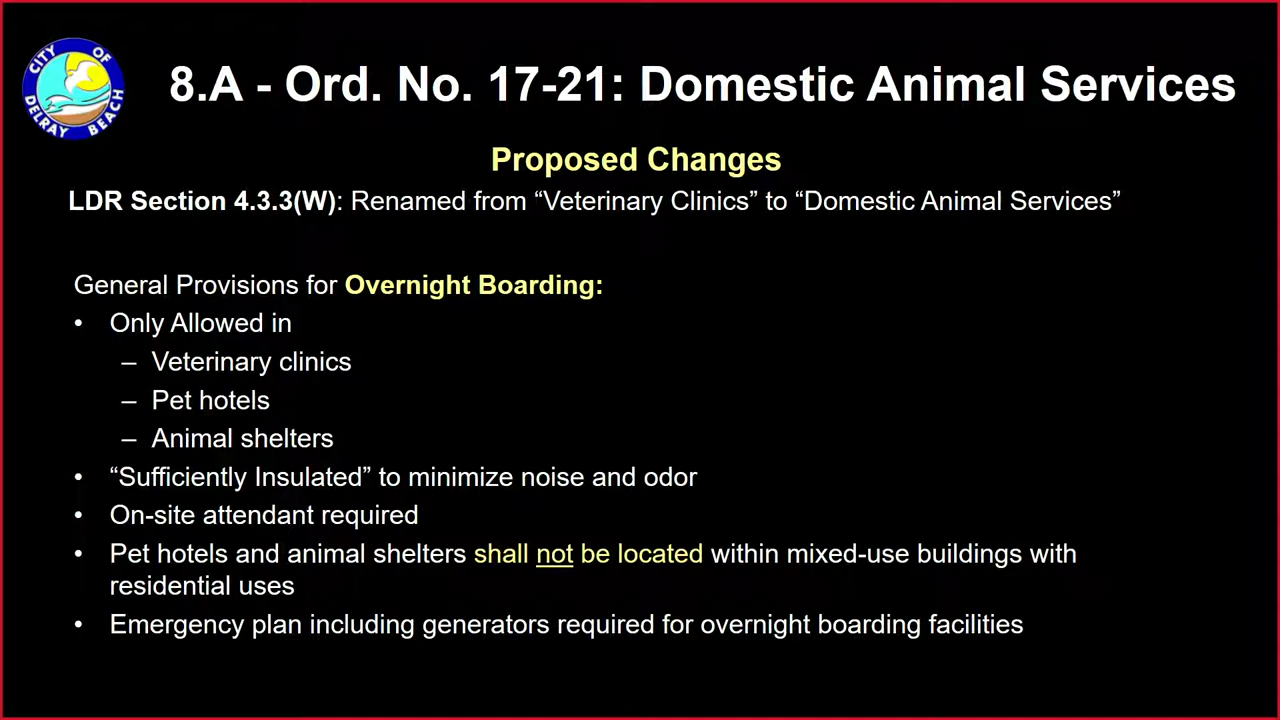 CITY OF
DELRAY BEACH
8.A - Ord. No. 17-21: Domestic Animal Services
Proposed Changes
LDR Section 4.3.3(W): Renamed from “Veterinary Clinics” to “Domestic Animal Services”
General Provisions for Overnight Boarding:
• Only Allowed in
– Veterinary clinics
– Pet hotels
– Animal shelters
• “Sufficiently Insulated” to minimize noise and odor
• On-site attendant required
• Pet hotels and animal shelters shall not be located within mixed-use buildings with
residential uses
• Emergency plan including generators required for overnight boarding facilities